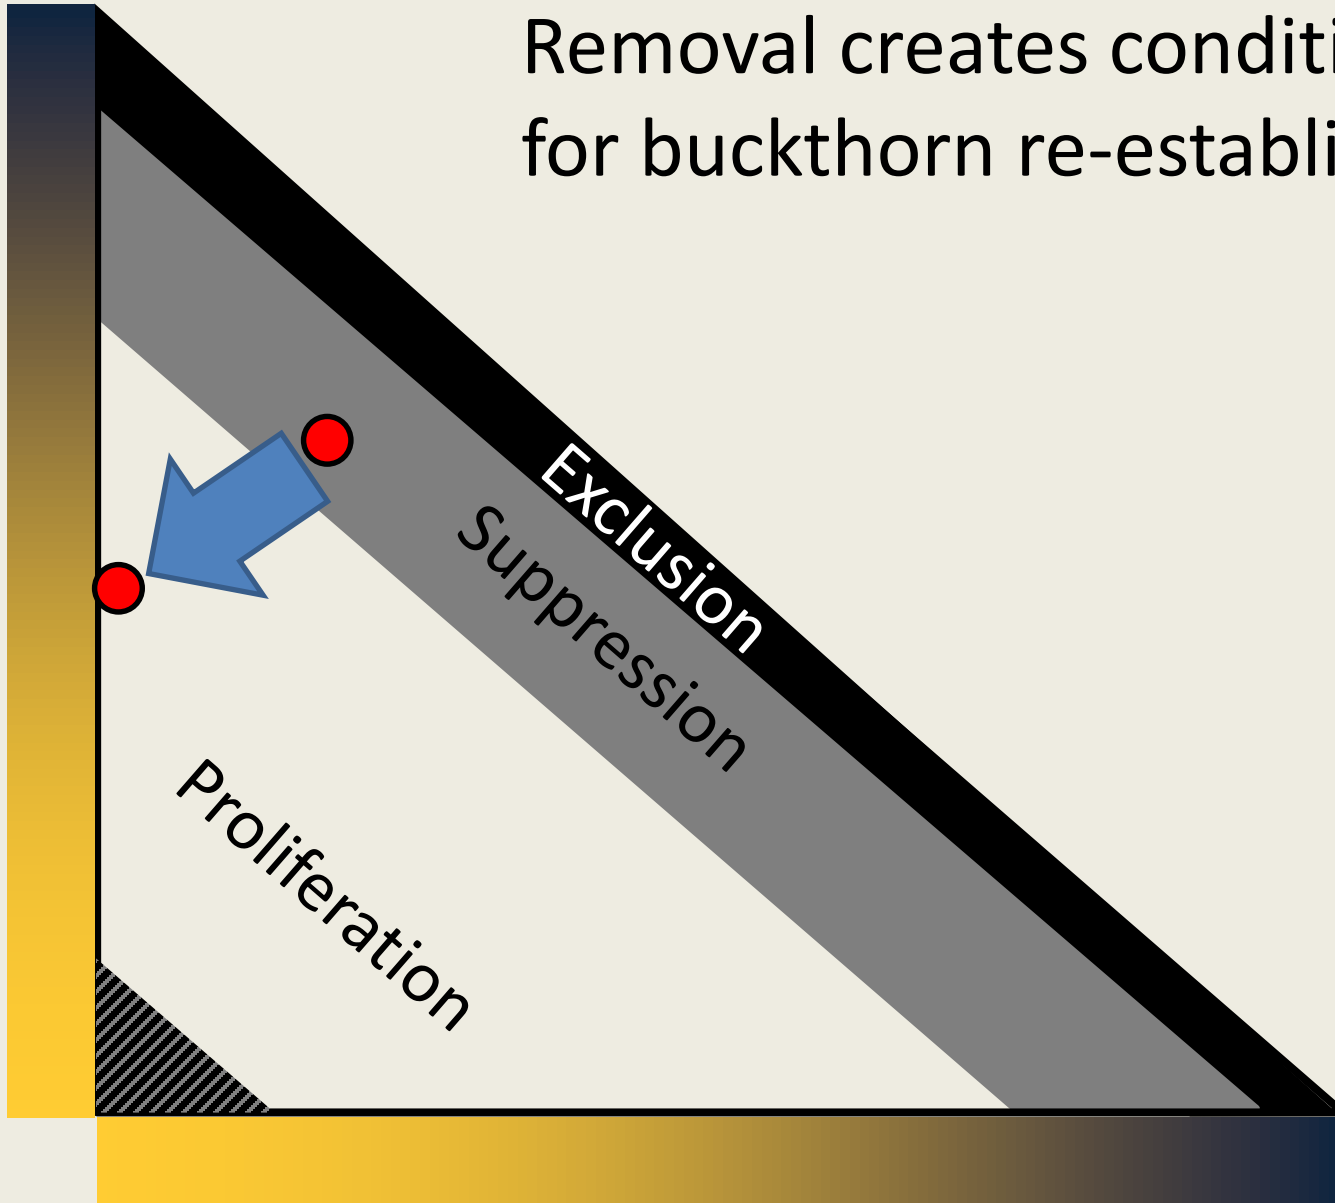 Removal creates conditi
for buckthorn re-establi
Exclusion
Suppression
Proliferation